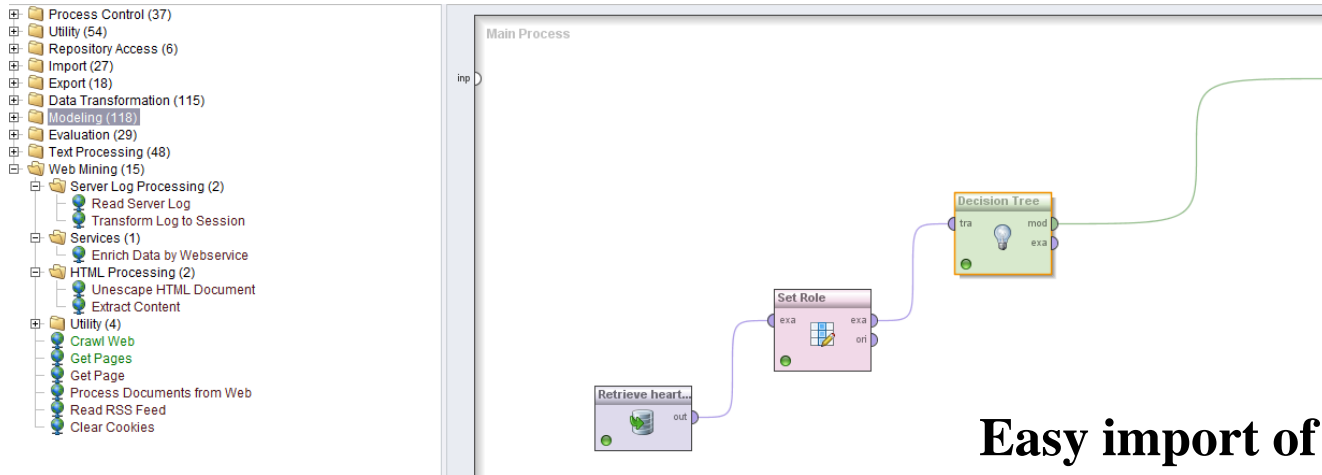 Process Control (37)
Utility (54)
Repository Access (6)
Import (27)
Export (18)
Data Transformation (115)
Modeling (118)
Evaluation (29)
Text Processing (48)
Web Mining (15)
Server Log Processing (2)
Read Server Log
Transform Log to Session
Services (1)
Enrich Data by Webservice
HTML Processing (2)
Unescape HTML Document
Extract Content
Utility (4)
Crawl Web
Get Pages
Get Page
Process Documents from Web
Read RSS Feed
Clear Cookies
Main Process
inp
Decision Tree
tra mod
exa
Set Role
exa exa
ori
Retrieve heart...
out
Easy import of